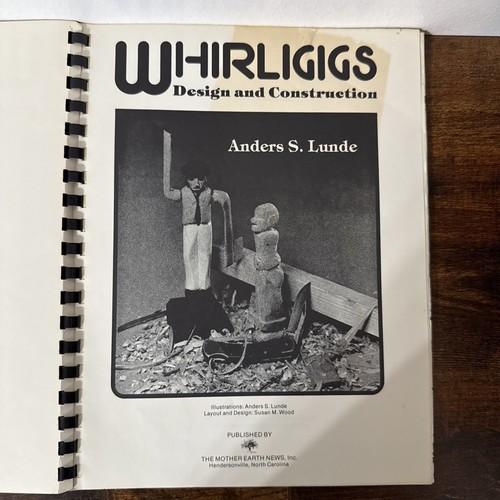 WHIRLIGIGS
Design and Construction
Anders S. Lunde
Illustrations: Anders S. Lunde
Layout and Design: Susan M. Wood
PUBLISHED BY
THE MOTHER EARTH NEWS, Inc.
Hendersonville, North Carolina